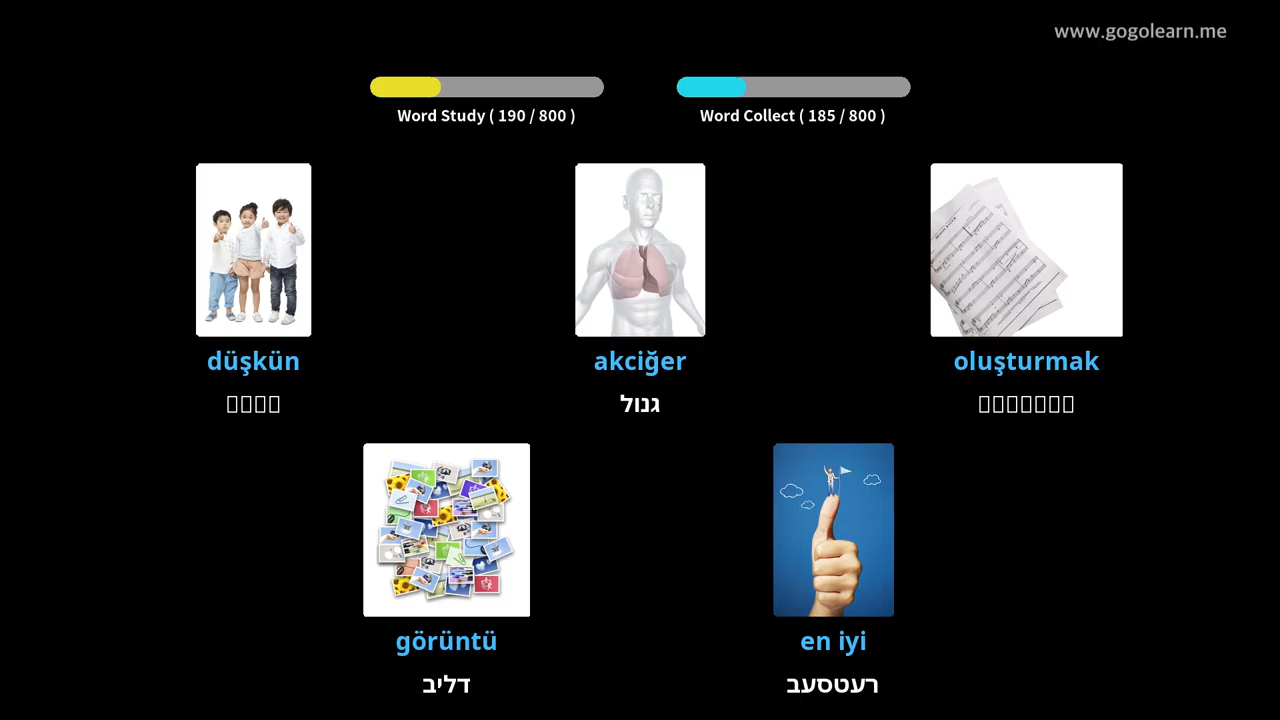 www.gogolearn.me
Word Study ( 190 / 800 )
Word Collect ( 185 / 800 )
düşkün
akciğer
גנול
oluşturmak
görüntü
דליב
en iyi
רעטסעב